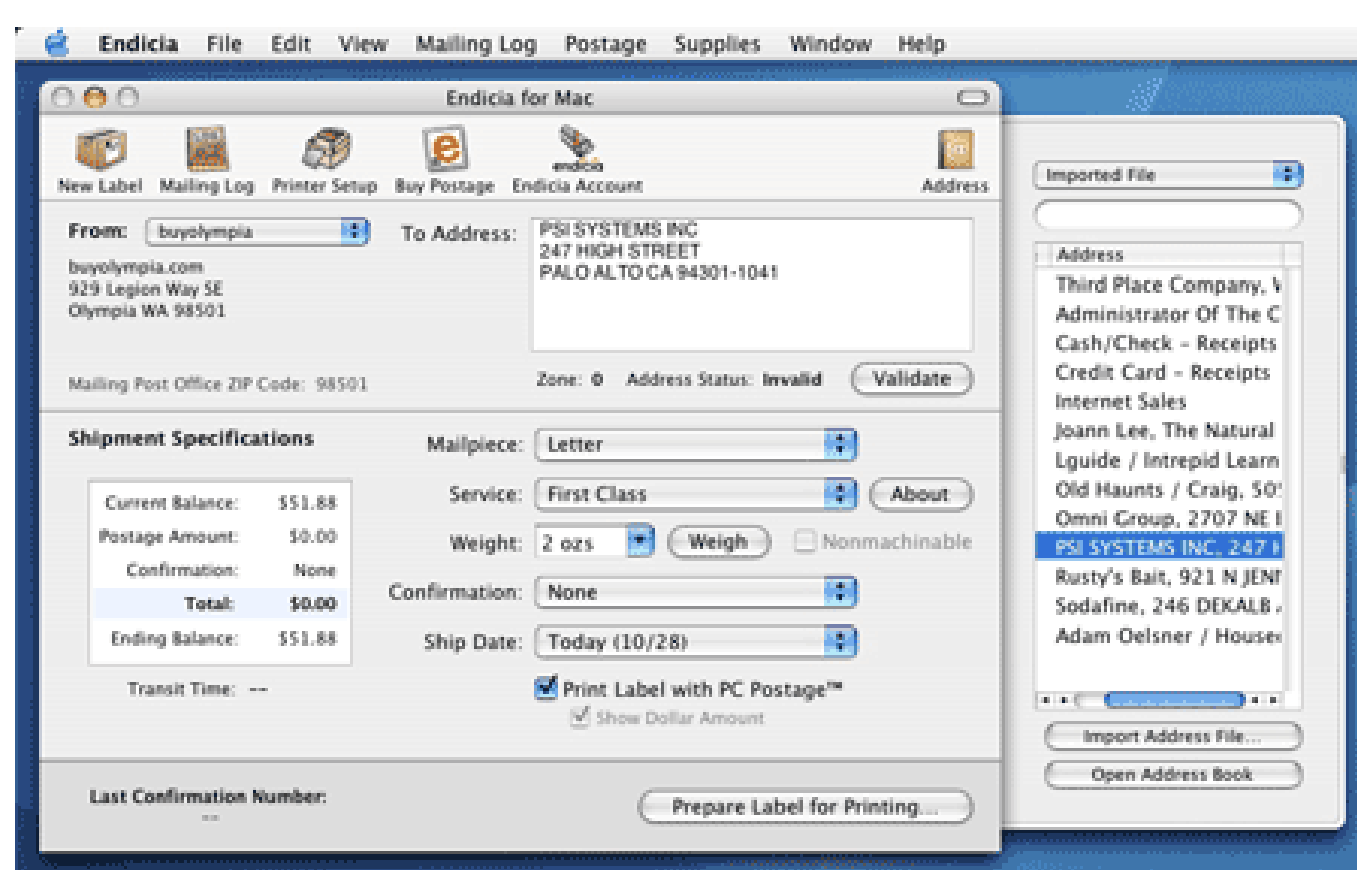 Endicia File Edit View Mailing Log Postage Supplies Window Help
Endicia for Mac
New Label Mailing Log Printer Setup Buy Postage Endicia Account Address
From: buyolympia
buyolympia.com
929 Legion Way SE
Olympia WA 98501
Mailing Post Office ZIP Code: 98501
To Address: PSI SYSTEMS INC
247 HIGH STREET
PALO ALTO CA 94301-1041
Zone: 0 Address Status: Invalid Validate
Shipment Specifications
Current Balance: $51.88
Postage Amount: $0.00
Confirmation: None
Total: $0.00
Ending Balance: $51.88
Transit Time: --
Mailpiece: Letter
Service: First Class About
Weight: 2 ozs Weigh Nonmachinable
Confirmation: None
Ship Date: Today (10/28)
Print Label with PC Postage™
Show Dollar Amount
Last Confirmation Number:
--
Prepare Label for Printing...
Imported File
Address
Third Place Company,
Administrator Of The C
Cash/Check – Receipts
Credit Card – Receipts
Internet Sales
Joann Lee, The Natural
Lguide / Intrepid Learn
Old Haunts / Craig, 50
Omni Group, 2707 NE
PSI SYSTEMS INC, 247
Rusty's Bait, 921 N JENN
Sodafine, 246 DEKALB
Adam Oelsner / House
Import Address File...
Open Address Book